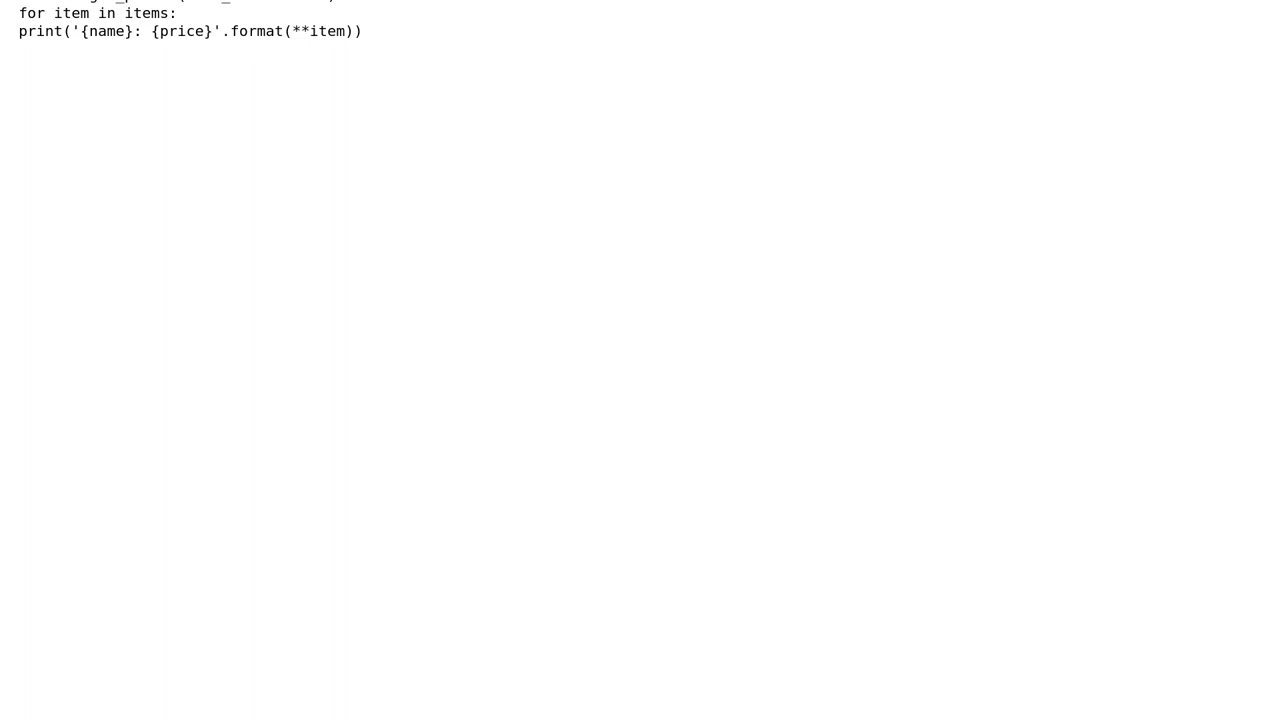 for item in items:
print('{name}: {price}'.format(**item))